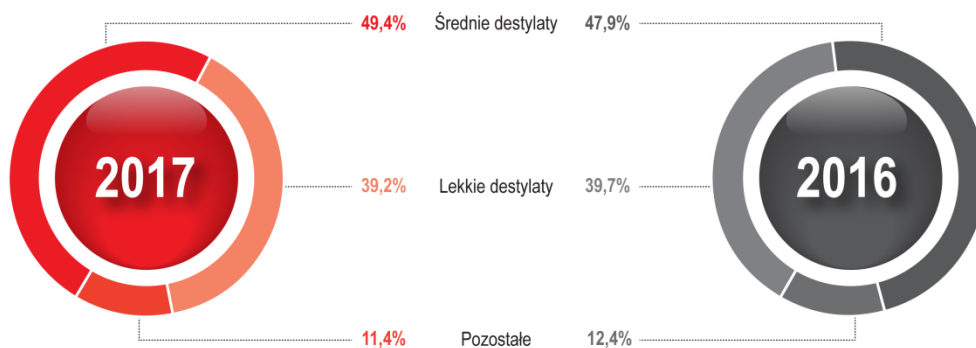 49,4% Średnie destylaty 47,9%
2017
39,2% Lekkie destylaty 39,7%
2016
11,4% Pozostałe 12,4%